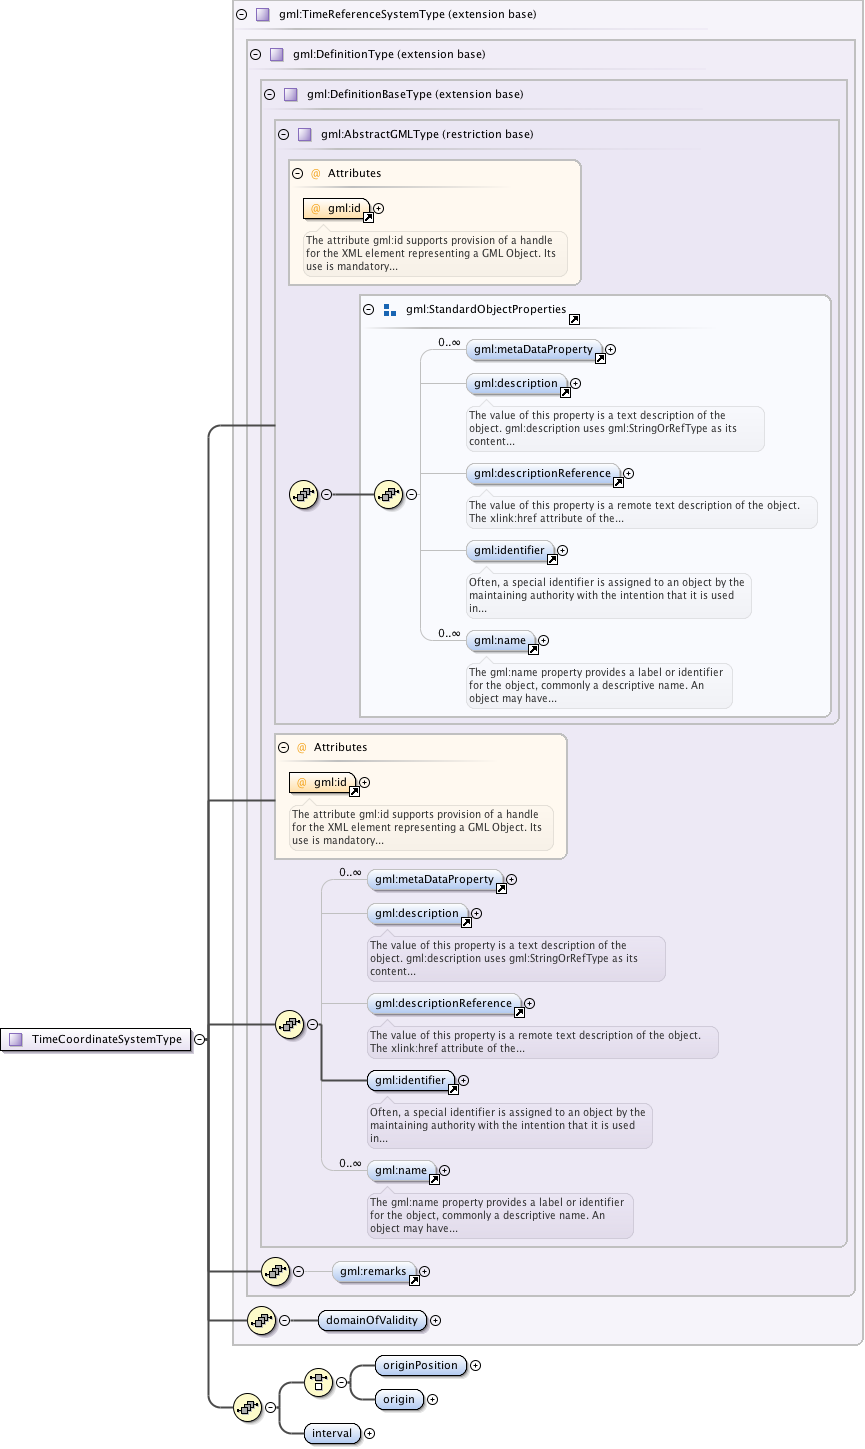 gml:TimeReferenceSystemType (extension base)
gml:DefinitionType (extension base)
gml:DefinitionBaseType (extension base)
gml:AbstractGMLType (restriction base)
@ Attributes
@ gml:id
The attribute gml:id supports provision of a handle
for the XML element representing a GML Object. Its
use is mandatory...
gml:StandardObjectProperties
0..∞
gml:metaDataProperty
gml:description
The value of this property is a text description of the
object. gml:description uses gml:StringOrRefType as its
content...
gml:descriptionReference
The value of this property is a remote text description of the object.
The xlink:href attribute of the...
gml:identifier
Often, a special identifier is assigned to an object by the
maintaining authority with the intention that it is used
in...
0..∞
gml:name
The gml:name property provides a label or identifier
for the object, commonly a descriptive name. An
object may have...
@ Attributes
@ gml:id
The attribute gml:id supports provision of a handle
for the XML element representing a GML Object. Its
use is mandatory...
0..∞
gml:metaDataProperty
gml:description
The value of this property is a text description of the
object. gml:description uses gml:StringOrRefType as its
content...
gml:descriptionReference
The value of this property is a remote text description of the object.
The xlink:href attribute of the...
TimeCoordinateSystemType
gml:identifier
Often, a special identifier is assigned to an object by the
maintaining authority with the intention that it is used
in...
0..∞
gml:name
The gml:name property provides a label or identifier
for the object, commonly a descriptive name. An
object may have...
gml:remarks
domainOfValidity
originPosition
origin
interval